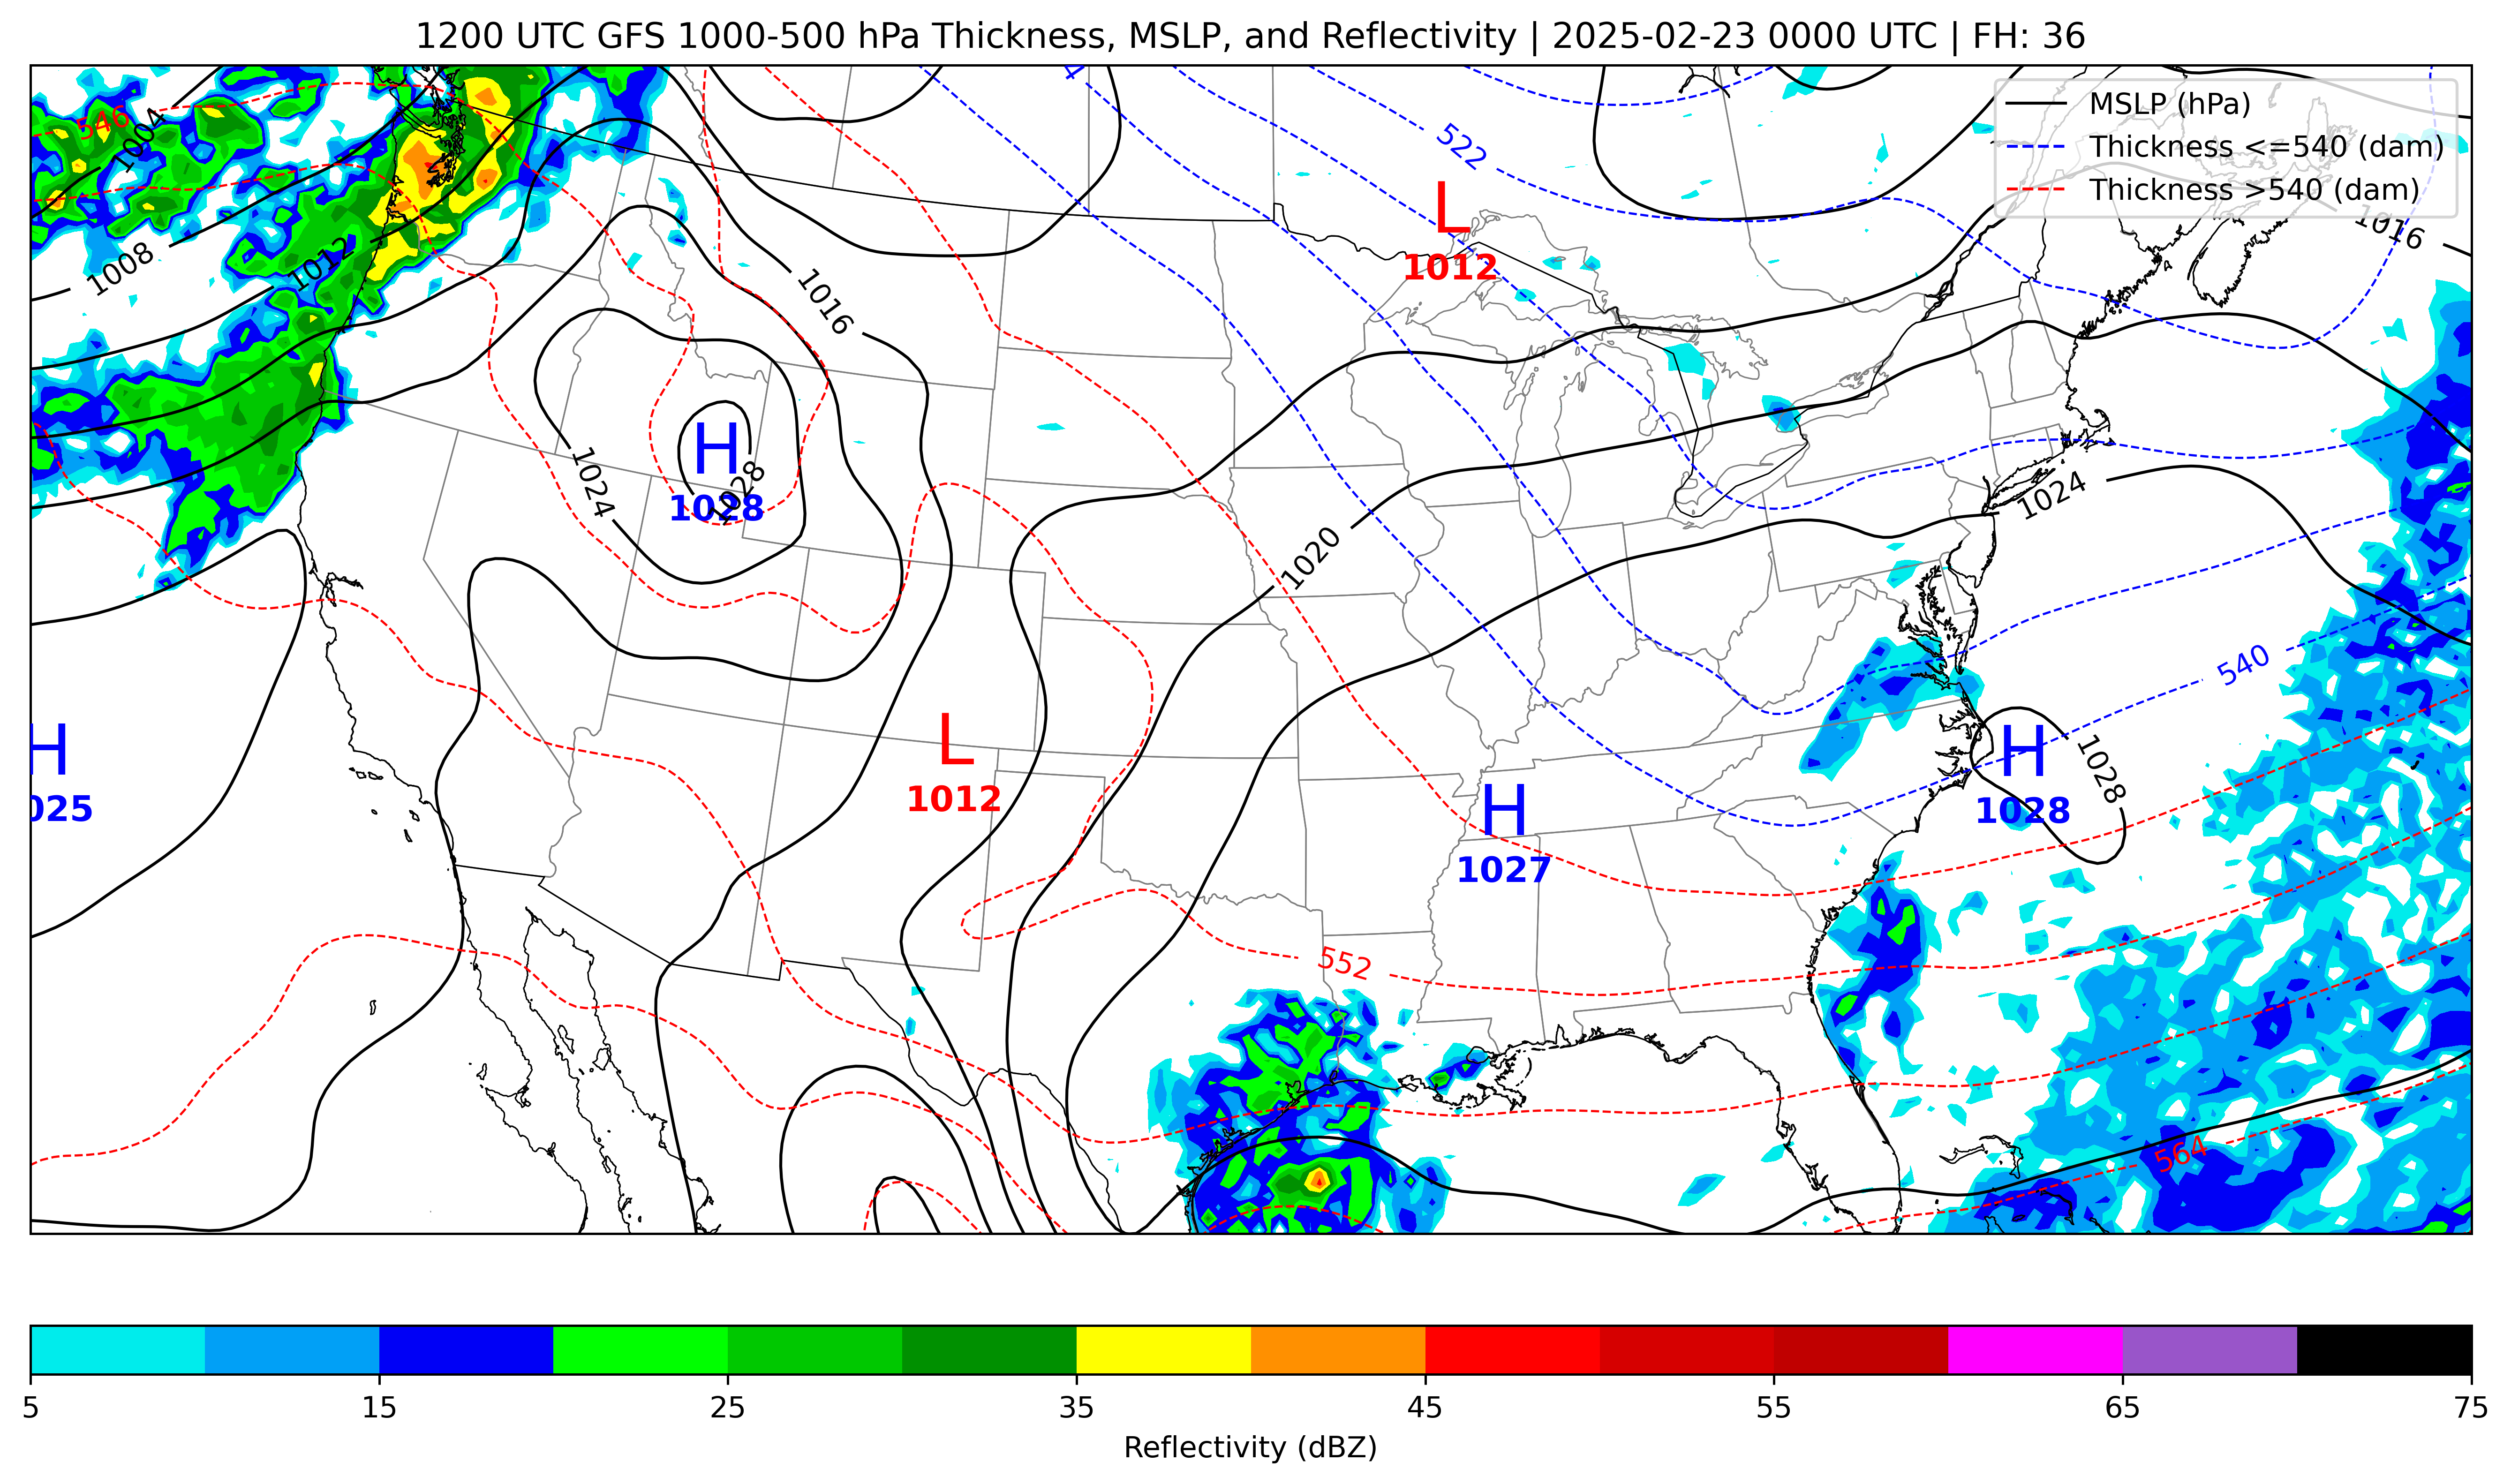 1200 UTC GFS 1000-500 hPa Thickness, MSLP, and Reflectivity | 2025-02-23 0000 UTC | FH: 36
MSLP (hPa)
Thickness <=540 (dam)
Thickness >540 (dam)
546
1004
522
1016
L
1012
1008
1012
1016
H
1028
1028
1024
1024
1020
540
H
025
L
1012
H
1027
H
1028
1028
552
564
5 15 25 35 45 55 65 75
Reflectivity (dBZ)